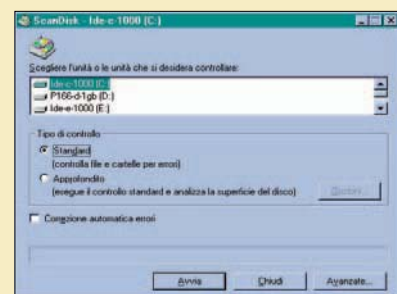 ScanDisk - Ide-c-1000 (C:)
Scegliere l'unità o le unità che si desidera controllare:
Ide-c-1000 (C:)
P166-d-1gb (D:)
Ide-e-1000 (E:)
Tipo di controllo
Standard
(controlla file e cartelle per errori)
Approfondito
(esegue il controllo standard e analizza la superficie del disco)
Opzioni...
Correzione automatica errori
Avvia Chiudi Avanzate...